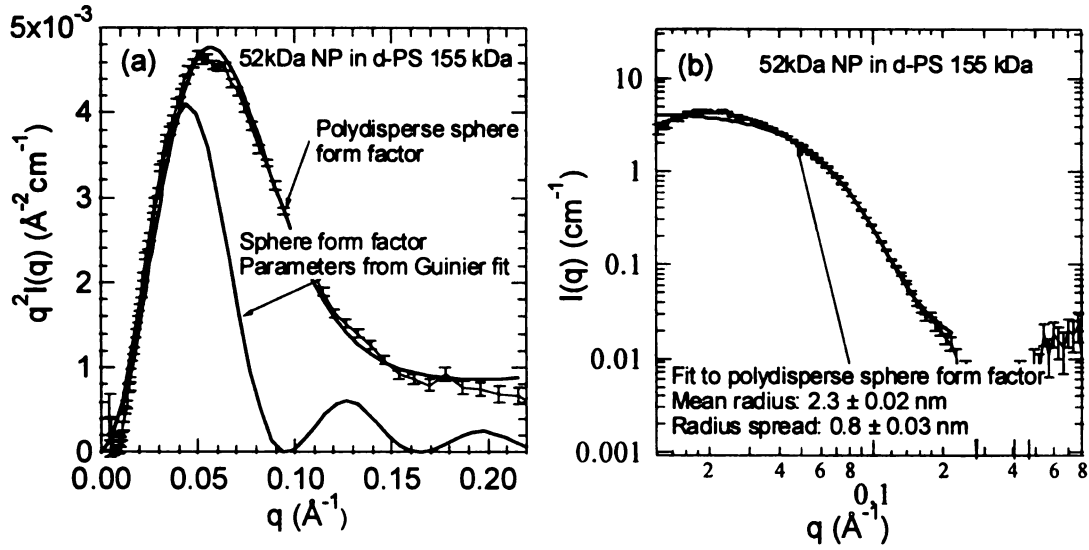 5x10⁻³
(a) 52kDa NP in d-PS 155 kDa
4
3
2
1
0
Polydisperse sphere
form factor
Sphere form factor
Parameters from Guinier fit
q²I(q) (Å⁻²cm⁻¹)
0.00 0.05 0.10 0.15 0.20
q (Å⁻¹)
(b) 52kDa NP in d-PS 155 kDa
10
1
0.1
0.01
0.001
I(q) (cm⁻¹)
Fit to polydisperse sphere form factor
Mean radius: 2.3 ± 0.02 nm
Radius spread: 0.8 ± 0.03 nm
2 4 6 8 2 4 6 8
0,1
q (Å⁻¹)